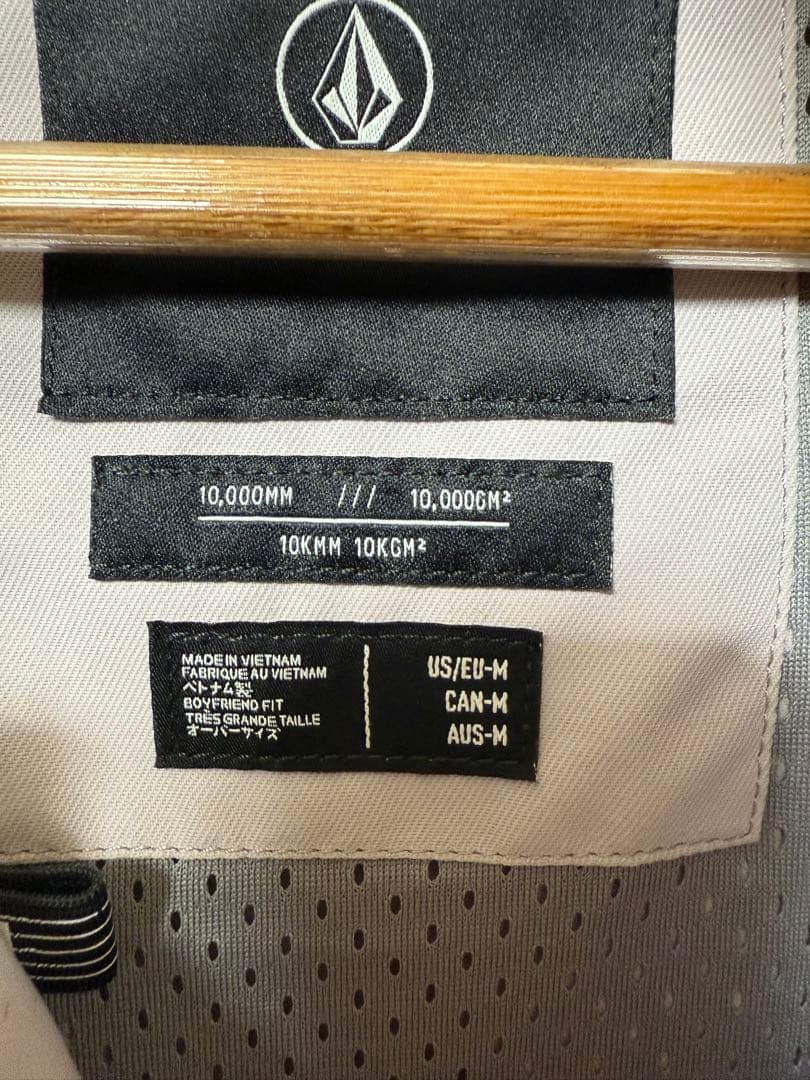 10,000MM /// 10,000GM²
10KMM 10KGM²
MADE IN VIETNAM
FABRIQUE AU VIETNAM
ベトナム製
BOYFRIEND FIT
TRÈS GRANDE TAILLE
オーバーサイズ
US/EU-M
CAN-M
AUS-M